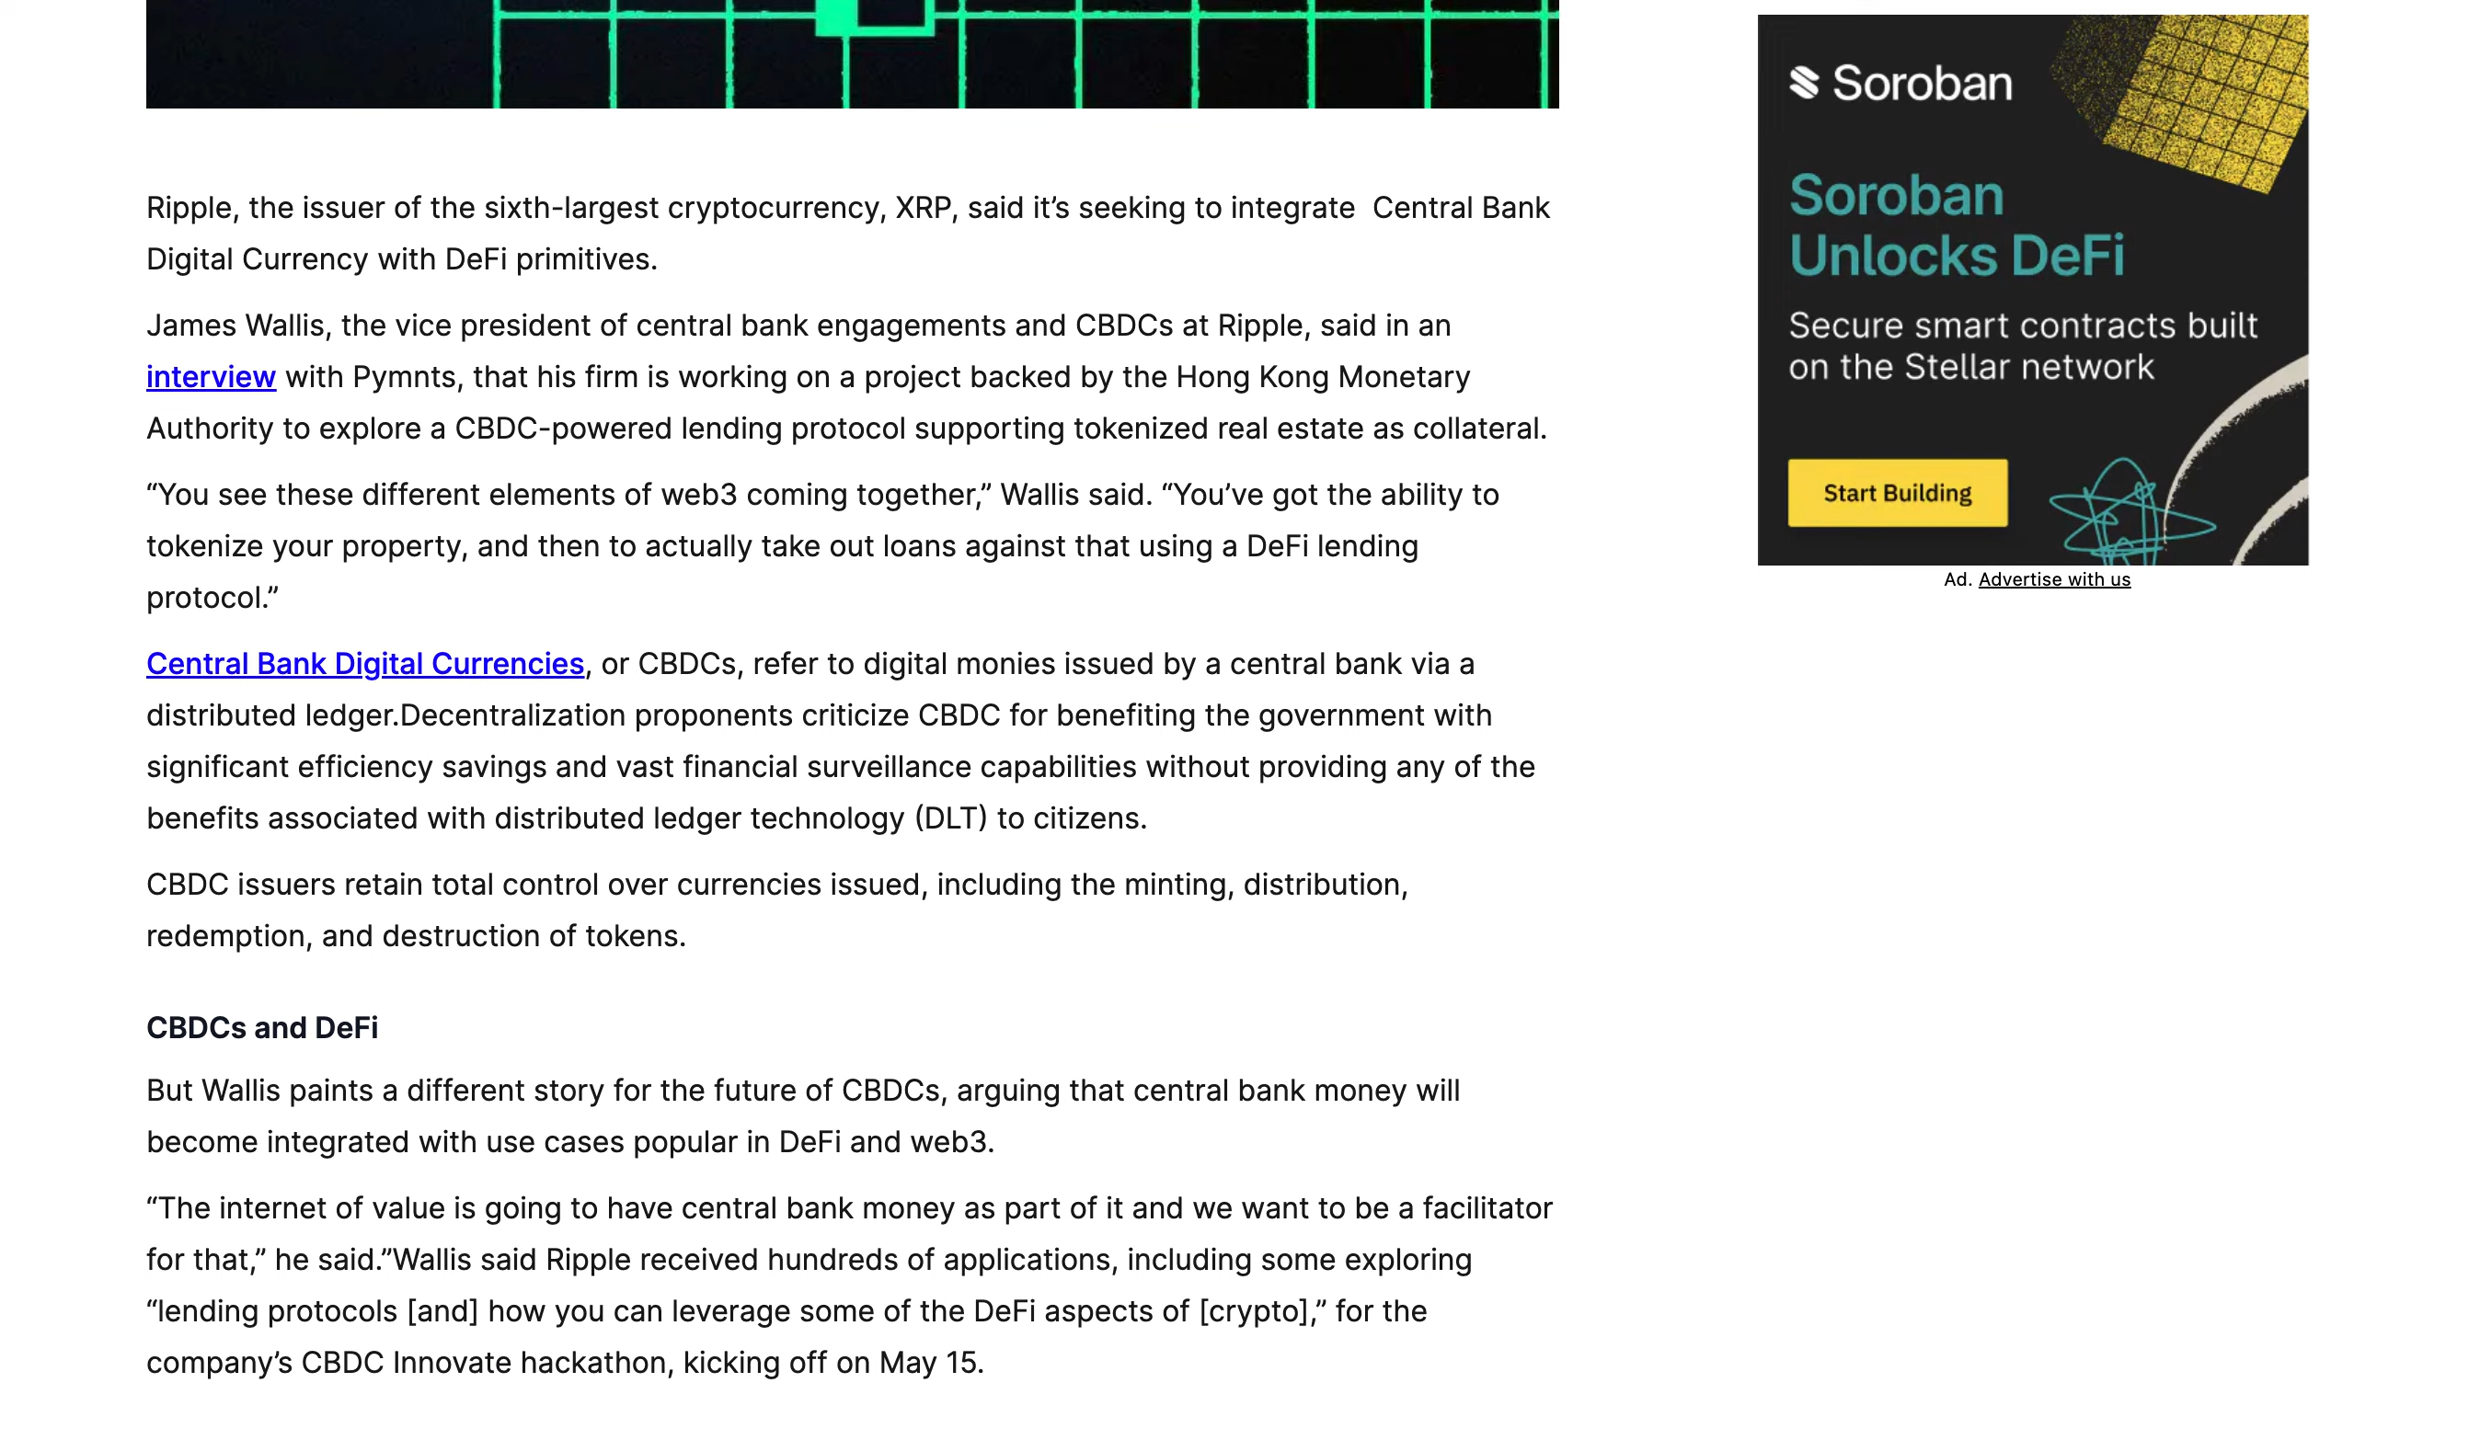 Ripple, the issuer of the sixth-largest cryptocurrency, XRP, said it’s seeking to integrate  Central Bank
Digital Currency with DeFi primitives.
James Wallis, the vice president of central bank engagements and CBDCs at Ripple, said in an
interview with Pymnts, that his firm is working on a project backed by the Hong Kong Monetary
Authority to explore a CBDC-powered lending protocol supporting tokenized real estate as collateral.
“You see these different elements of web3 coming together,” Wallis said. “You’ve got the ability to
tokenize your property, and then to actually take out loans against that using a DeFi lending
protocol.”
Central Bank Digital Currencies, or CBDCs, refer to digital monies issued by a central bank via a
distributed ledger.Decentralization proponents criticize CBDC for benefiting the government with
significant efficiency savings and vast financial surveillance capabilities without providing any of the
benefits associated with distributed ledger technology (DLT) to citizens.
CBDC issuers retain total control over currencies issued, including the minting, distribution,
redemption, and destruction of tokens.
CBDCs and DeFi
But Wallis paints a different story for the future of CBDCs, arguing that central bank money will
become integrated with use cases popular in DeFi and web3.
“The internet of value is going to have central bank money as part of it and we want to be a facilitator
for that,” he said.”Wallis said Ripple received hundreds of applications, including some exploring
“lending protocols [and] how you can leverage some of the DeFi aspects of [crypto],” for the
company’s CBDC Innovate hackathon, kicking off on May 15.
Soroban
Soroban
Unlocks DeFi
Secure smart contracts built
on the Stellar network
Start Building
Ad. Advertise with us